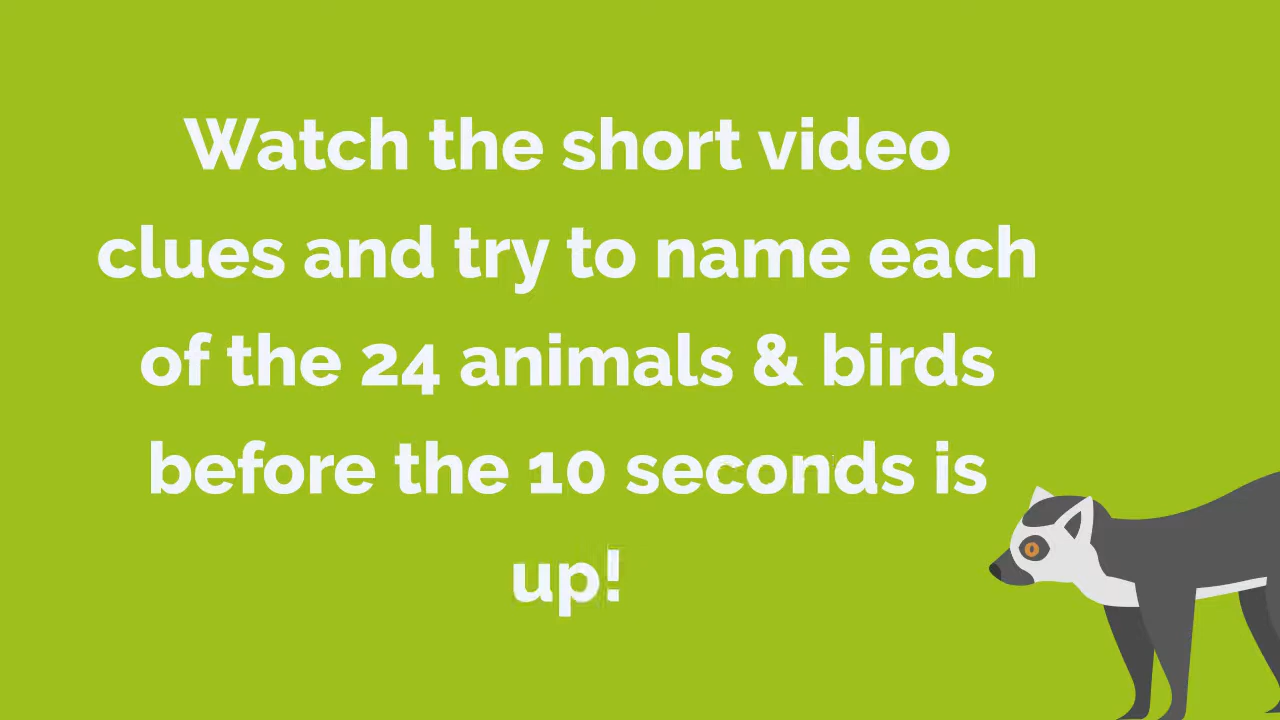 Watch the short video
clues and try to name each
of the 24 animals & birds
before the 10 seconds is
up!